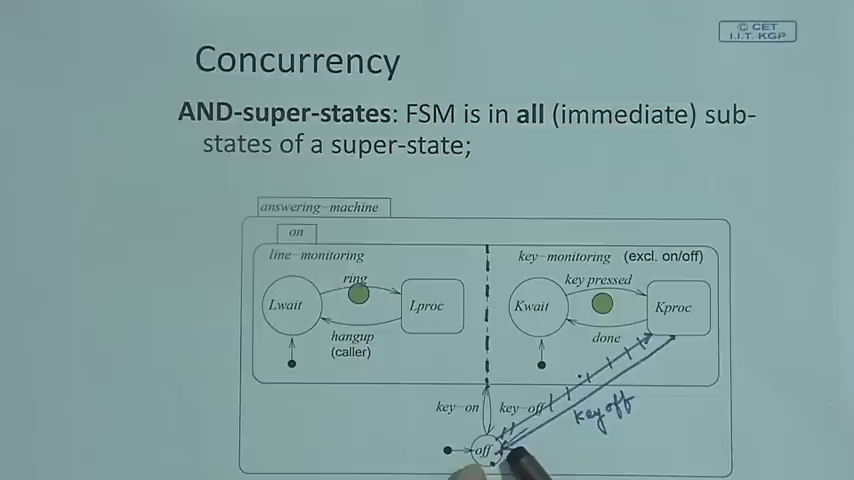 © CET
I.I.T. KGP
Concurrency
AND-super-states: FSM is in all (immediate) sub-
states of a super-state;
answering-machine
on
line-monitoring
key-monitoring (excl. on/off)
ring
key pressed
Lwait
Lproc
Kwait
Kproc
hangup
(caller)
done
key-on
key-off
key off
off